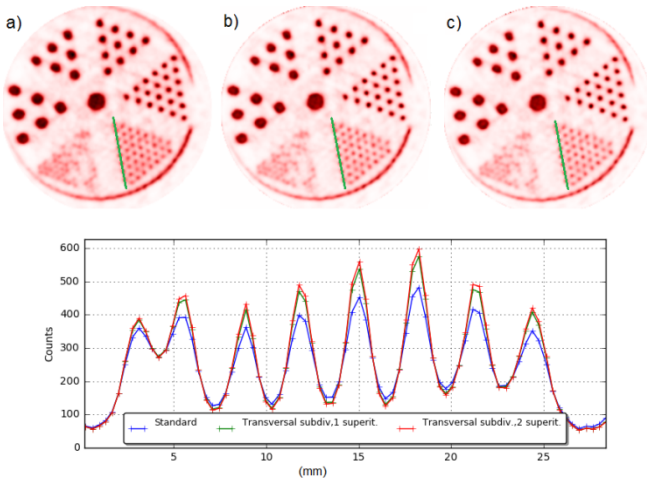 a)
b)
c)
600
500
400
300
200
100
0
Counts
Standard
Transversal subdiv,1 superit.
Transversal subdiv.,2 superit.
5
10
15
20
25
(mm)